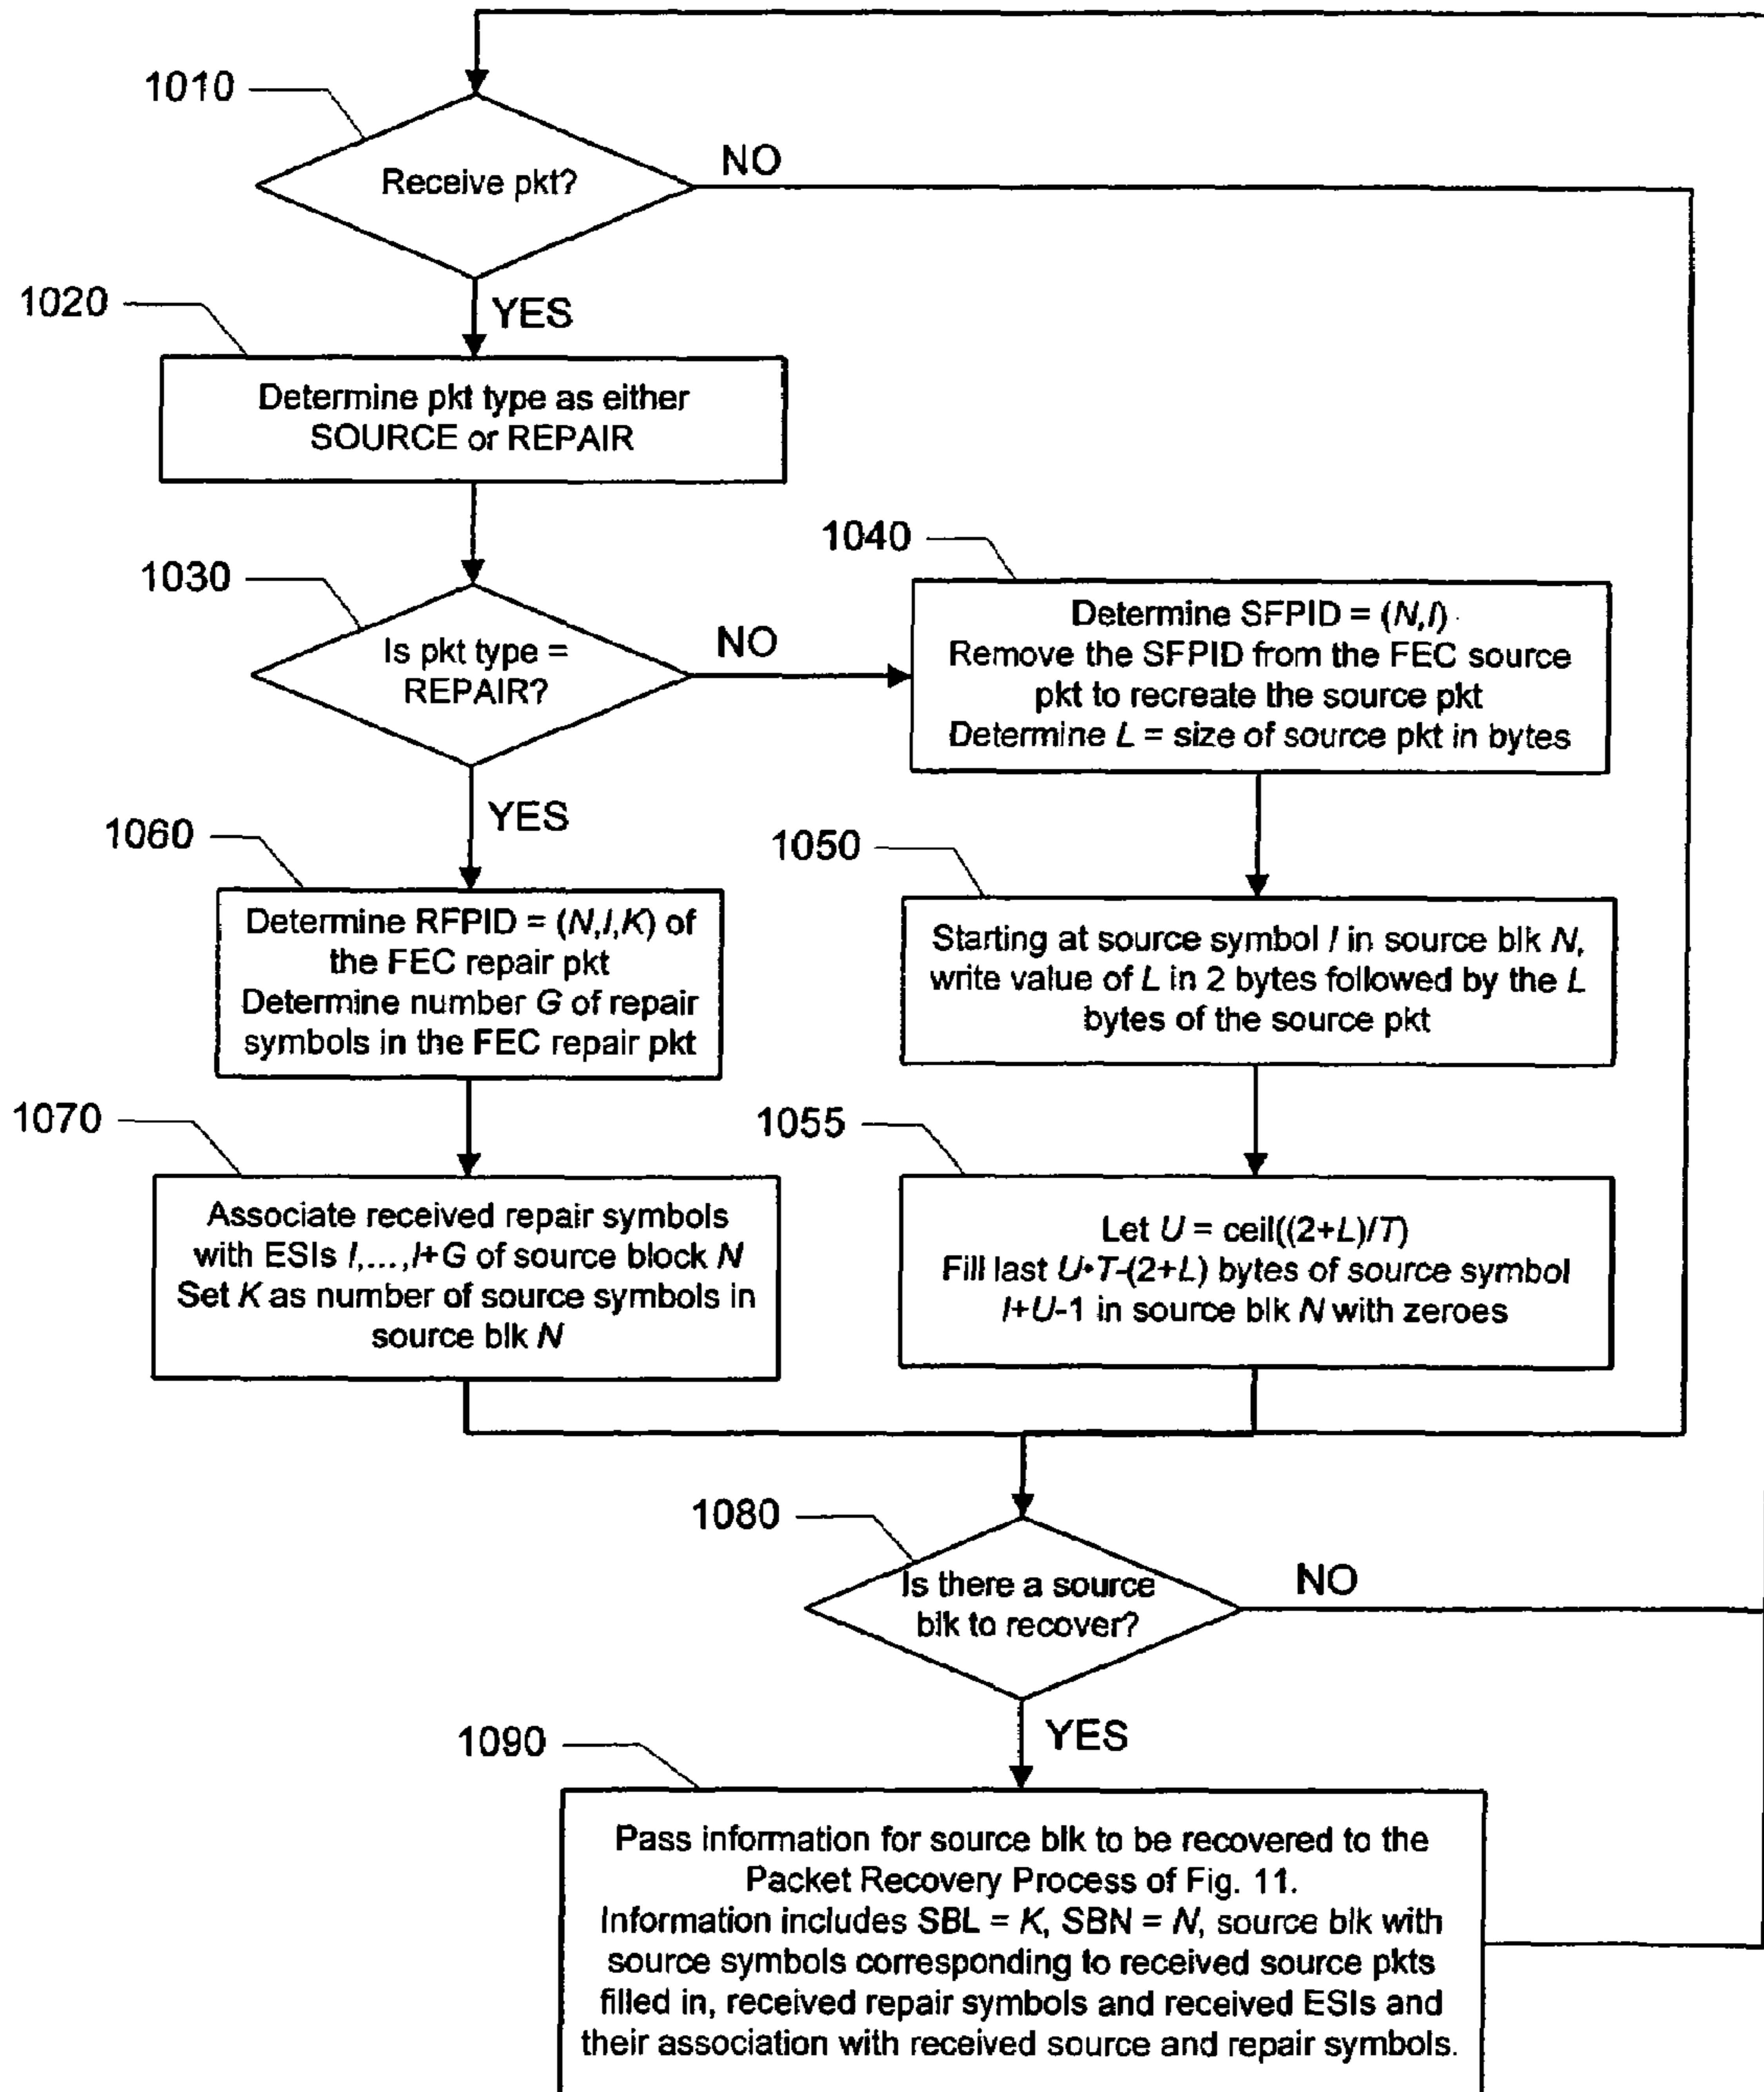 1010
Receive pkt?
NO
YES
1020
Determine pkt type as either
SOURCE or REPAIR
1030
Is pkt type =
REPAIR?
NO
YES
1040
Determine SFPID = (N,I)
Remove the SFPID from the FEC source
pkt to recreate the source pkt
Determine L = size of source pkt in bytes
1060
Determine RFPID = (N,I,K) of
the FEC repair pkt
Determine number G of repair
symbols in the FEC repair pkt
1050
Starting at source symbol I in source blk N,
write value of L in 2 bytes followed by the L
bytes of the source pkt
1070
Associate received repair symbols
with ESIs I,...,I+G of source block N
Set K as number of source symbols in
source blk N
1055
Let U = ceil((2+L)/T)
Fill last U•T-(2+L) bytes of source symbol
I+U-1 in source blk N with zeroes
1080
Is there a source
blk to recover?
NO
YES
1090
Pass information for source blk to be recovered to the
Packet Recovery Process of Fig. 11.
Information includes SBL = K, SBN = N, source blk with
source symbols corresponding to received source pkts
filled in, received repair symbols and received ESIs and
their association with received source and repair symbols.